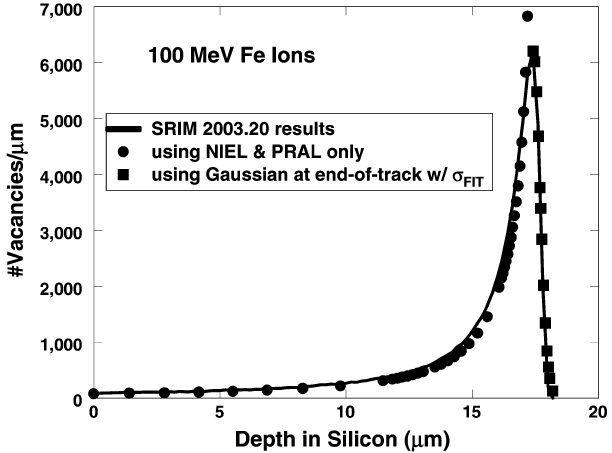 7,000
6,000
5,000
4,000
3,000
2,000
1,000
0
#Vacancies/μm
100 MeV Fe Ions
SRIM 2003.20 results
using NIEL & PRAL only
using Gaussian at end-of-track w/ σFIT
0 5 10 15 20
Depth in Silicon (μm)